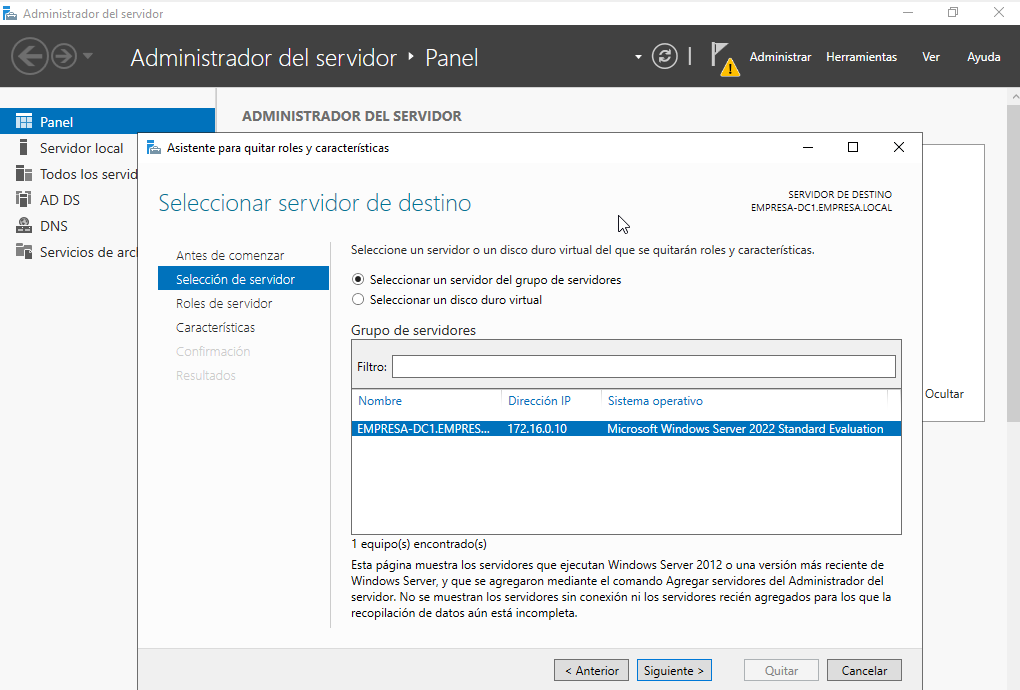 Administrador del servidor
Administrador del servidor ‣ Panel
Administrar Herramientas Ver Ayuda
Panel
Servidor local
Todos los servid
AD DS
DNS
Servicios de arc
ADMINISTRADOR DEL SERVIDOR
Ocultar
Asistente para quitar roles y características
Seleccionar servidor de destino
SERVIDOR DE DESTINO
EMPRESA-DC1.EMPRESA.LOCAL
Antes de comenzar
Selección de servidor
Roles de servidor
Características
Confirmación
Resultados
Seleccione un servidor o un disco duro virtual del que se quitarán roles y características.
Seleccionar un servidor del grupo de servidores
Seleccionar un disco duro virtual
Grupo de servidores
Filtro:
Nombre Dirección IP Sistema operativo
EMPRESA-DC1.EMPRES... 172.16.0.10 Microsoft Windows Server 2022 Standard Evaluation
1 equipo(s) encontrado(s)
Esta página muestra los servidores que ejecutan Windows Server 2012 o una versión más reciente de
Windows Server, y que se agregaron mediante el comando Agregar servidores del Administrador del
servidor. No se muestran los servidores sin conexión ni los servidores recién agregados para los que la
recopilación de datos aún está incompleta.
< Anterior Siguiente > Quitar Cancelar